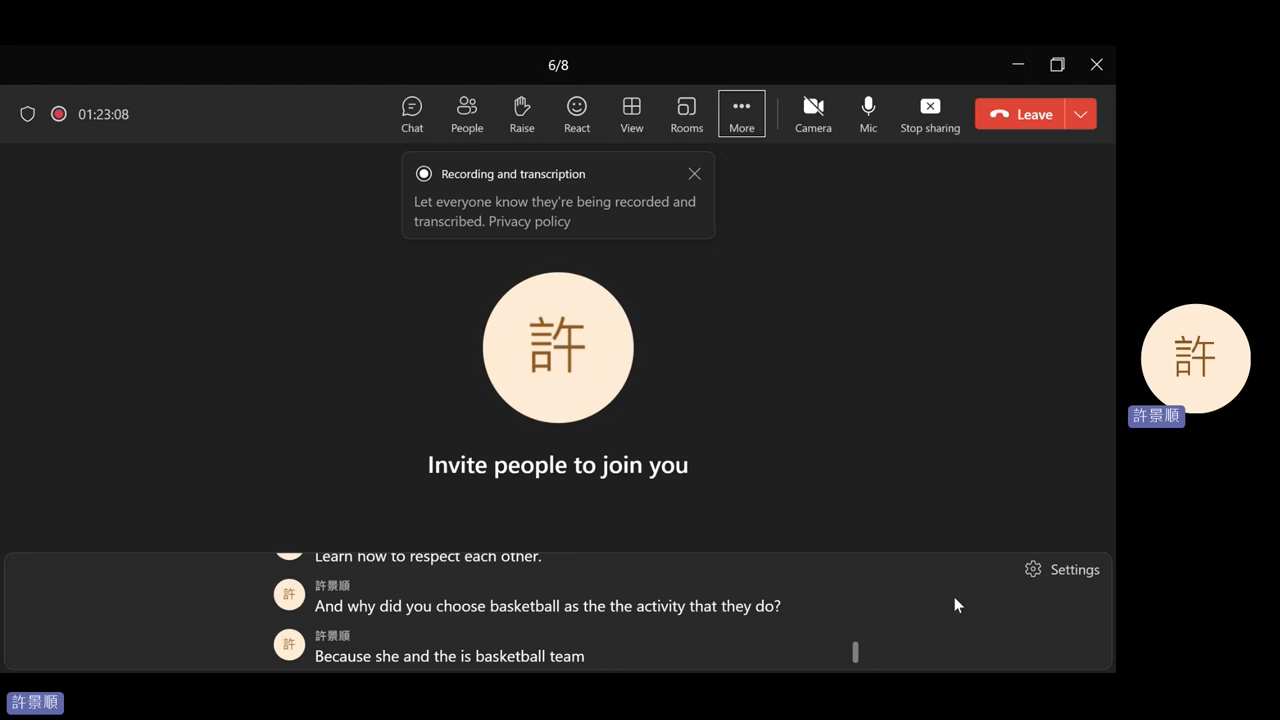 6/8
01:23:08
Chat
People
Raise
React
View
Rooms
More
Camera
Mic
Stop sharing
Leave
Recording and transcription
Let everyone know they're being recorded and
transcribed. Privacy policy
許
Invite people to join you
許
許景順
Learn how to respect each other.
Settings
許
許景順
And why did you choose basketball as the the activity that they do?
許
許景順
Because she and the is basketball team
許景順